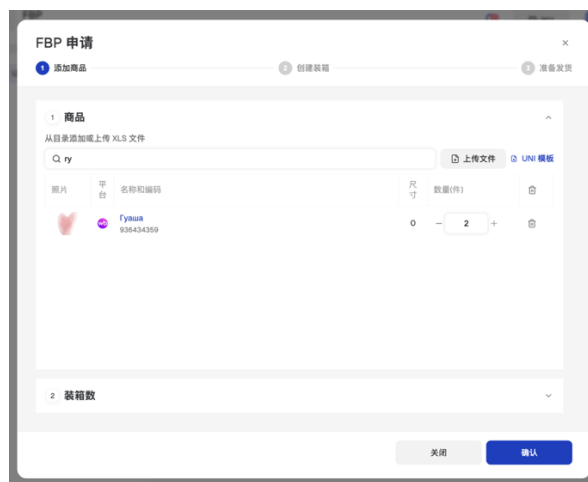 FBP
FBP 申请
×
1 添加商品
2 创建装箱
3 准备发货
1 商品
从目录添加或上传 XLS 文件
ry
上传文件
UNI 模板
照片 平台 名称和编码 尺寸 数量(件)
wb Гуаша 0 − 2 +
936434359
2 装箱数
关闭 确认